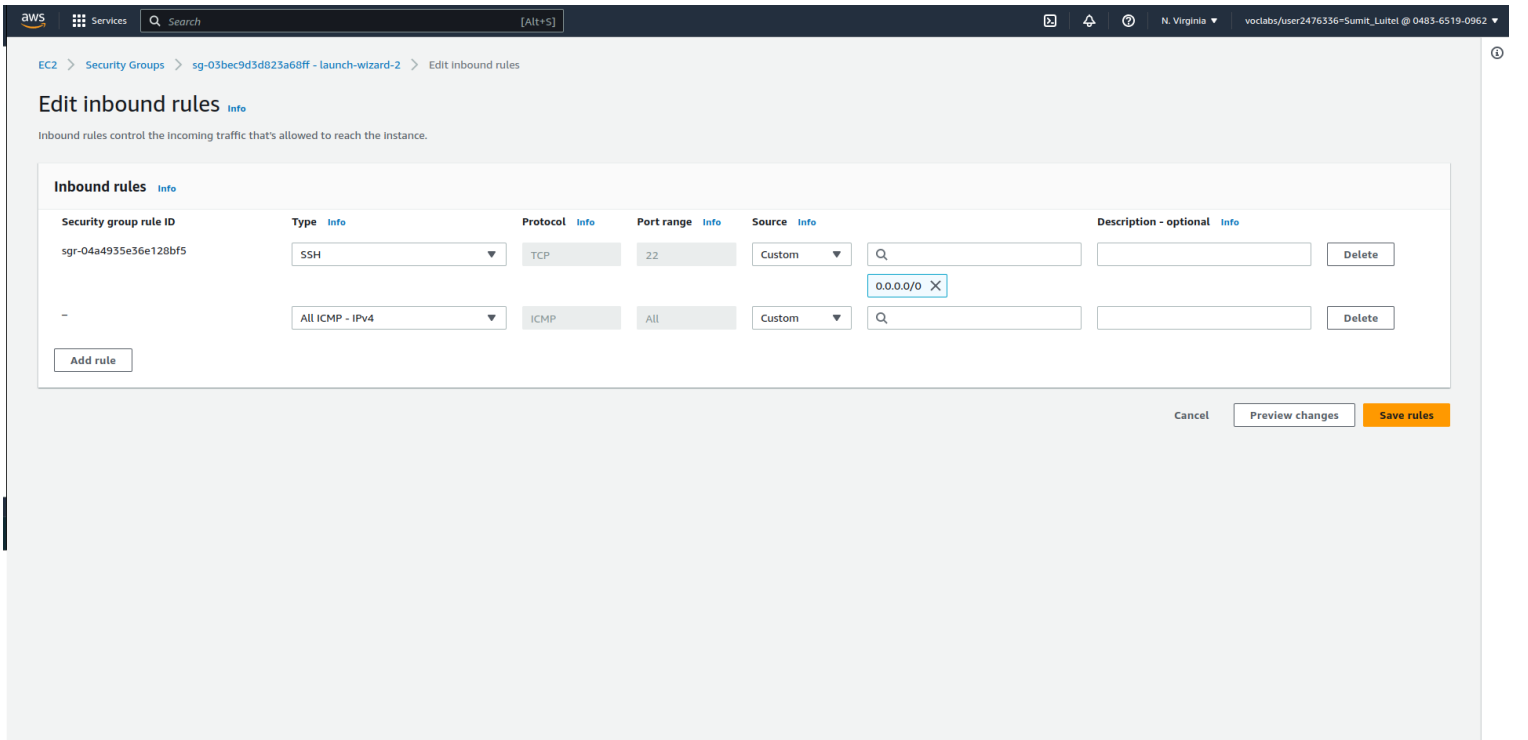 aws Services Search [Alt+S] N. Virginia ▼ voclabs/user2476336=Sumit_Luitel @ 0483-6519-0962 ▼
EC2 > Security Groups > sg-03bec9d3d823a68ff - launch-wizard-2 > Edit inbound rules
Edit inbound rules Info
Inbound rules control the incoming traffic that's allowed to reach the instance.
Inbound rules Info
Security group rule ID Type Info Protocol Info Port range Info Source Info Description - optional Info
sgr-04a4935e36e128bf5 SSH TCP 22 Custom Delete
0.0.0.0/0
– All ICMP - IPv4 ICMP All Custom Delete
Add rule
Cancel Preview changes Save rules